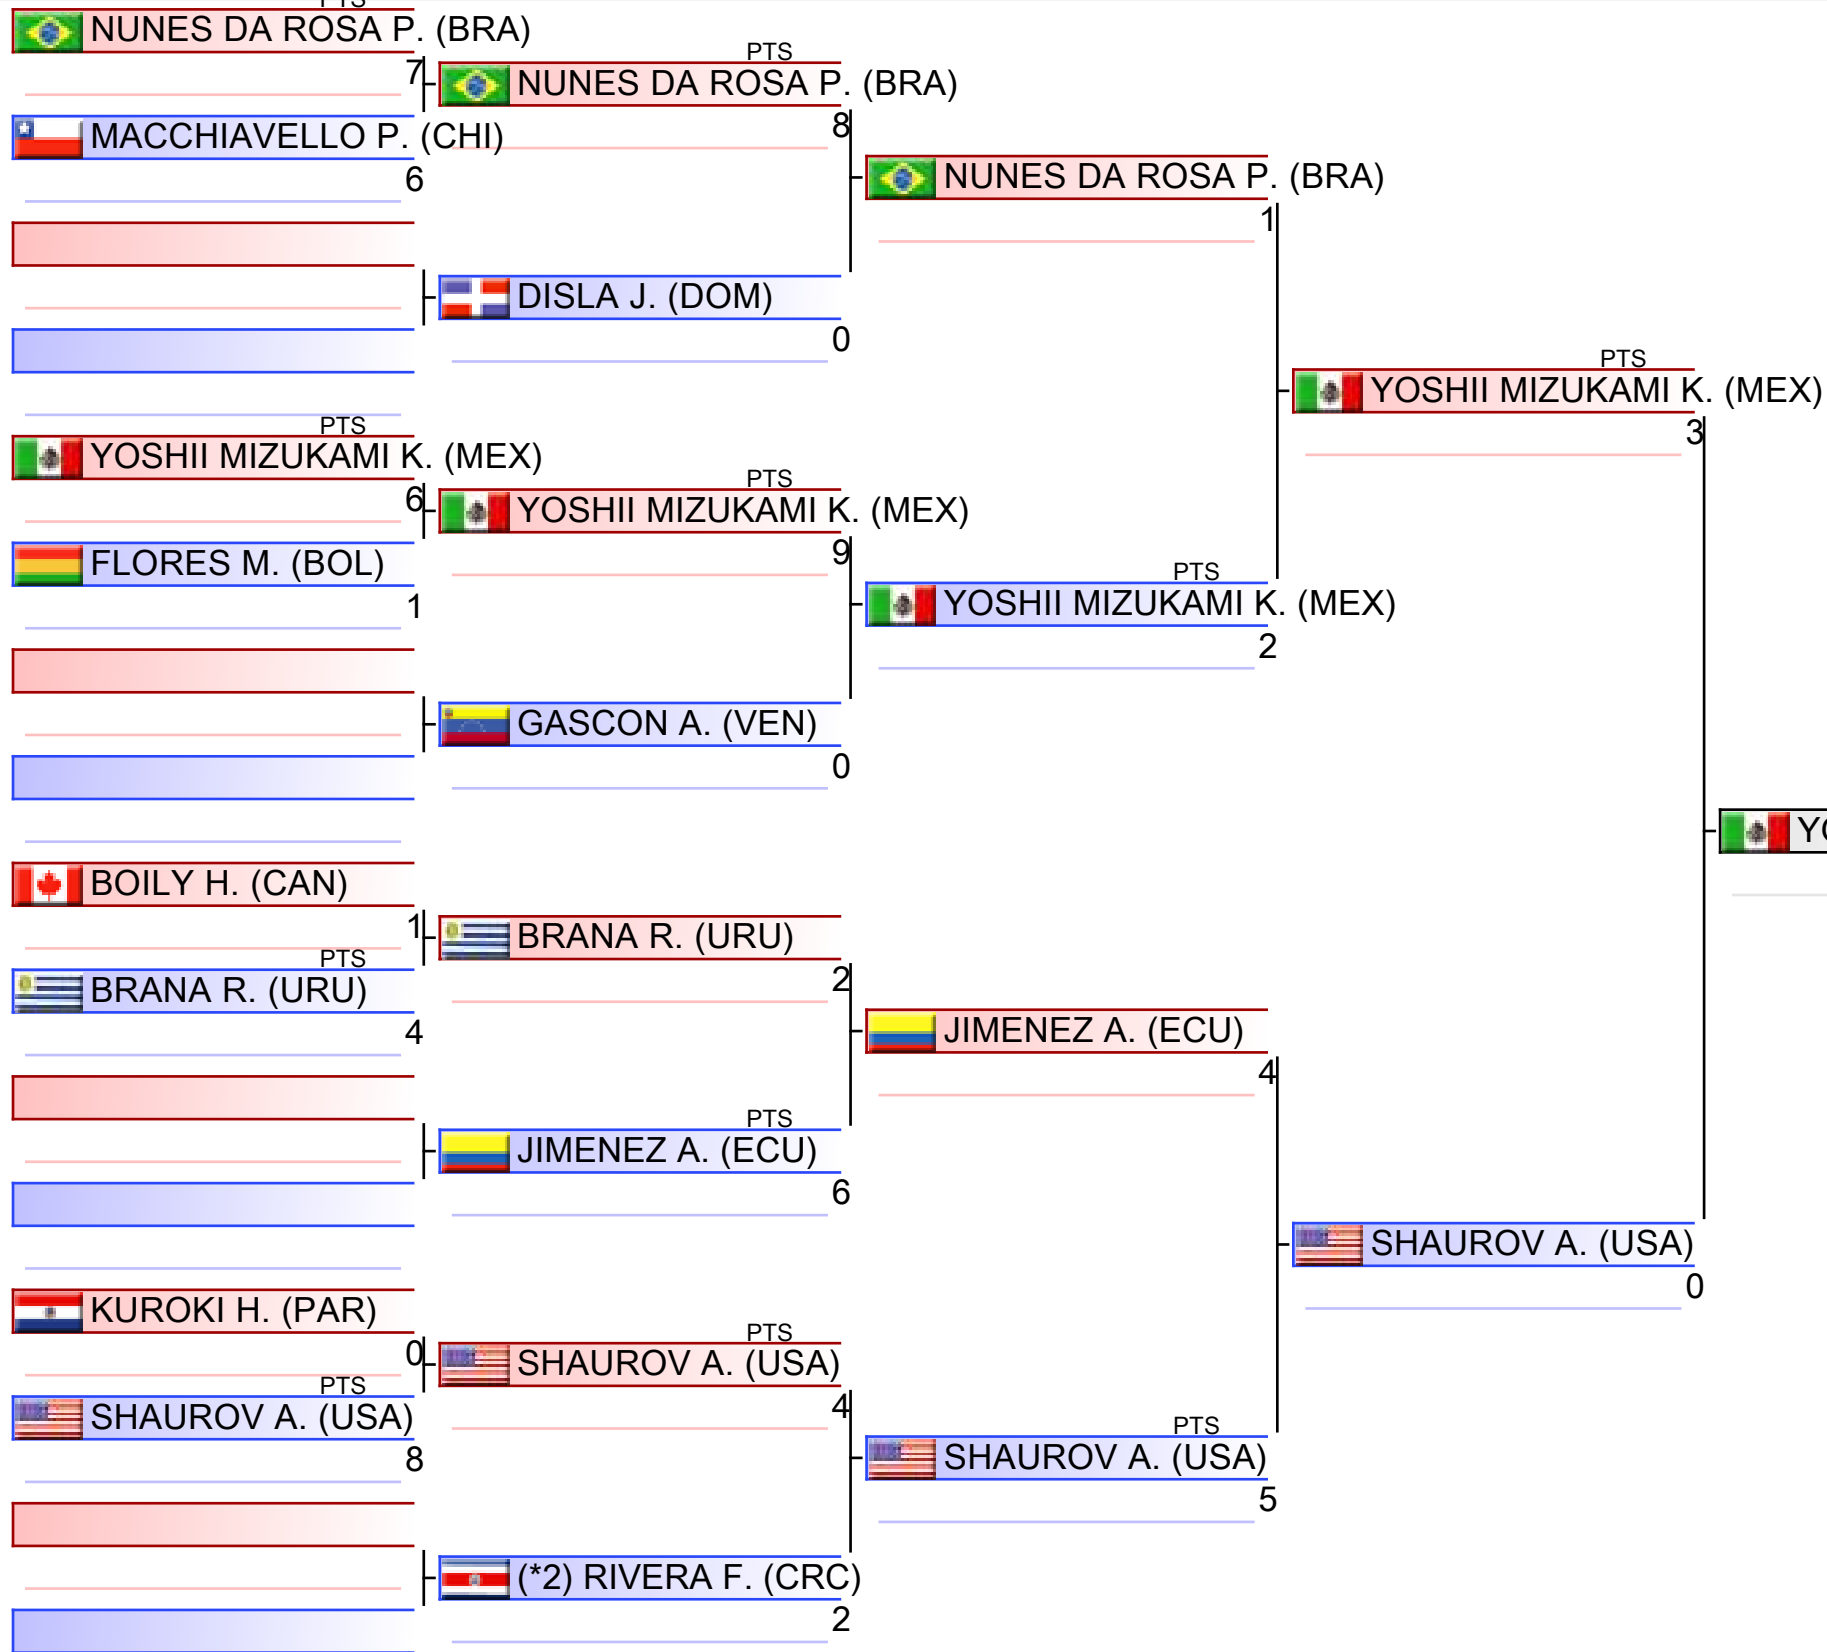 PTS
NUNES DA ROSA P. (BRA)
7
MACCHIAVELLO P. (CHI)
6
PTS
YOSHII MIZUKAMI K. (MEX)
6
FLORES M. (BOL)
1
BOILY H. (CAN)
1
PTS
BRANA R. (URU)
4
KUROKI H. (PAR)
0
PTS
SHAUROV A. (USA)
8
PTS
NUNES DA ROSA P. (BRA)
8
DISLA J. (DOM)
0
PTS
YOSHII MIZUKAMI K. (MEX)
9
GASCON A. (VEN)
0
BRANA R. (URU)
2
PTS
JIMENEZ A. (ECU)
6
PTS
SHAUROV A. (USA)
4
(*2) RIVERA F. (CRC)
2
NUNES DA ROSA P. (BRA)
1
PTS
YOSHII MIZUKAMI K. (MEX)
2
JIMENEZ A. (ECU)
4
PTS
SHAUROV A. (USA)
5
PTS
YOSHII MIZUKAMI K. (MEX)
3
SHAUROV A. (USA)
0